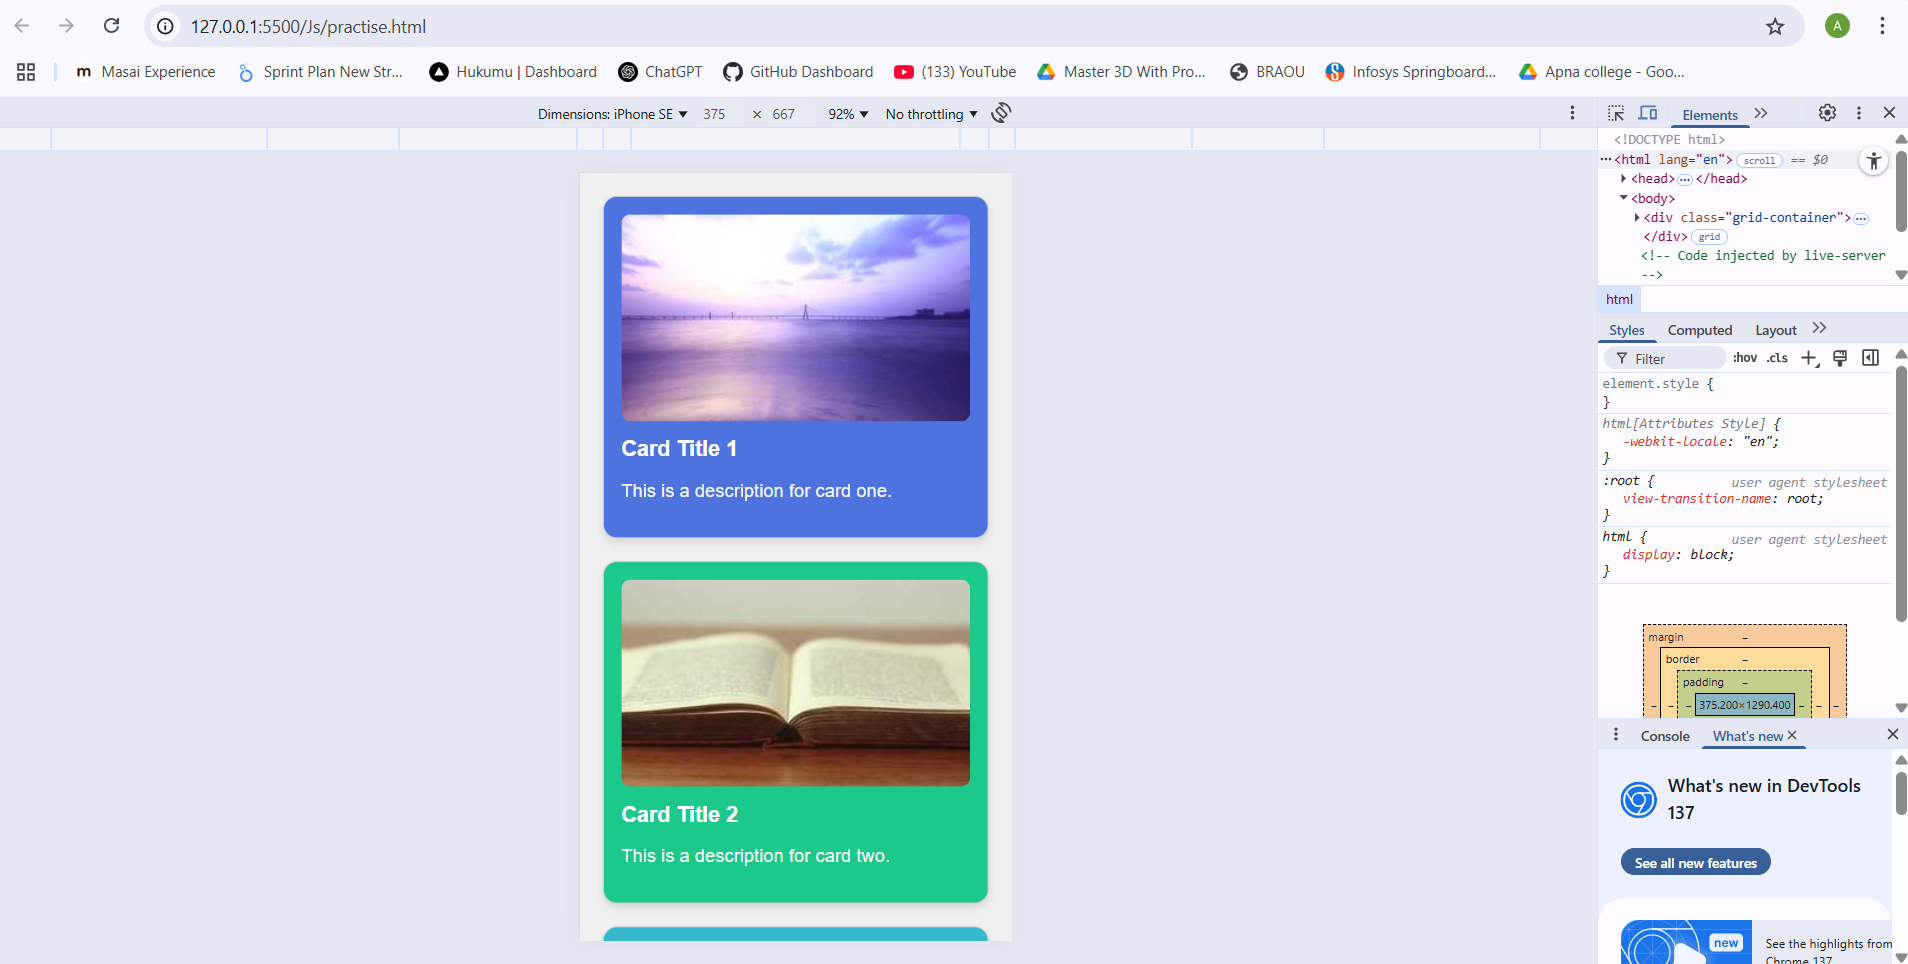 127.0.0.1:5500/Js/practise.html
A
Masai Experience
Sprint Plan New Str...
Hukumu | Dashboard
ChatGPT
GitHub Dashboard
(133) YouTube
Master 3D With Pro...
BRAOU
Infosys Springboard...
Apna college - Goo...
Dimensions: iPhone SE
375 × 667
92%
No throttling
Card Title 1
This is a description for card one.
Card Title 2
This is a description for card two.
Elements
<!DOCTYPE html>
<html lang="en"> scroll == $0
<head> ... </head>
<body>
<div class="grid-container"> ...
</div> grid
<!-- Code injected by live-server
-->
html
Styles Computed Layout
Filter :hov .cls
element.style {
}
html[Attributes Style] {
-webkit-locale: "en";
}
:root { user agent stylesheet
view-transition-name: root;
}
html { user agent stylesheet
display: block;
}
margin –
border –
padding –
– – – 375.200×1290.400 – – –
Console What's new
What's new in DevTools
137
See all new features
new
See the highlights from
Chrome 137